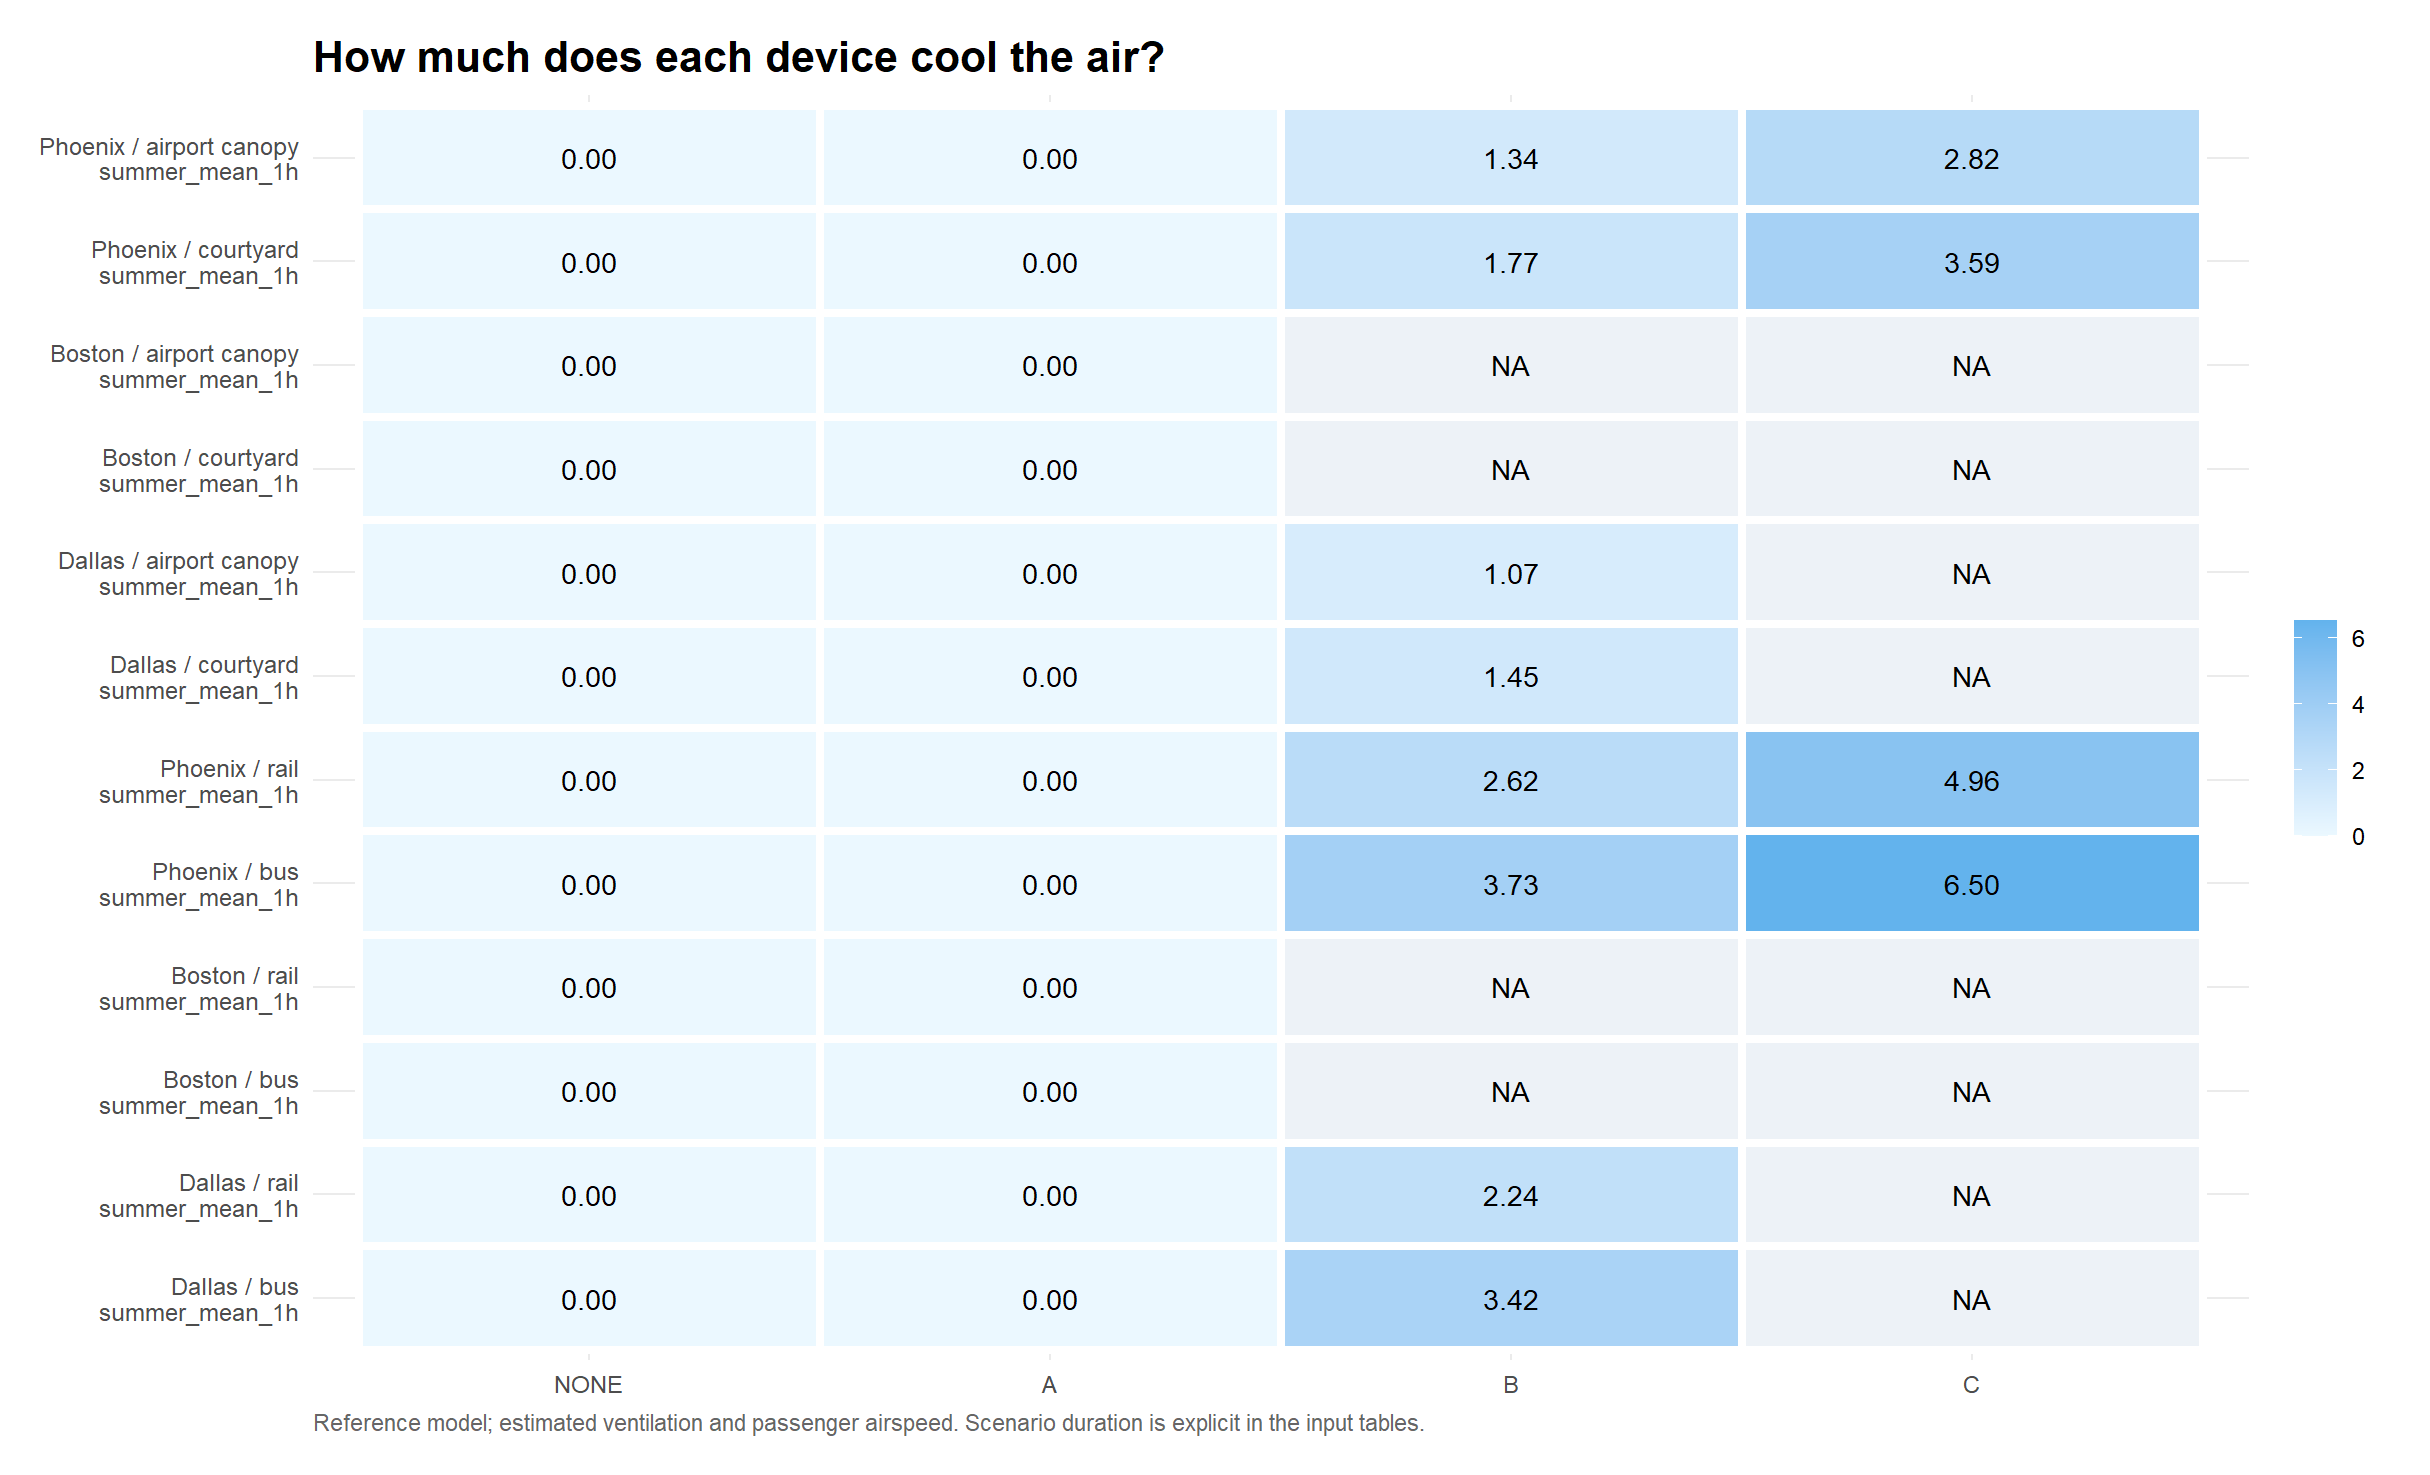 How much does each device cool the air?
Phoenix / airport canopy
summer_mean_1h
0.00 0.00 1.34 2.82
Phoenix / courtyard
summer_mean_1h
0.00 0.00 1.77 3.59
Boston / airport canopy
summer_mean_1h
0.00 0.00 NA NA
Boston / courtyard
summer_mean_1h
0.00 0.00 NA NA
Dallas / airport canopy
summer_mean_1h
0.00 0.00 1.07 NA
Dallas / courtyard
summer_mean_1h
0.00 0.00 1.45 NA
Phoenix / rail
summer_mean_1h
0.00 0.00 2.62 4.96
Phoenix / bus
summer_mean_1h
0.00 0.00 3.73 6.50
Boston / rail
summer_mean_1h
0.00 0.00 NA NA
Boston / bus
summer_mean_1h
0.00 0.00 NA NA
Dallas / rail
summer_mean_1h
0.00 0.00 2.24 NA
Dallas / bus
summer_mean_1h
0.00 0.00 3.42 NA
NONE A B C
6
4
2
0
Reference model; estimated ventilation and passenger airspeed. Scenario duration is explicit in the input tables.